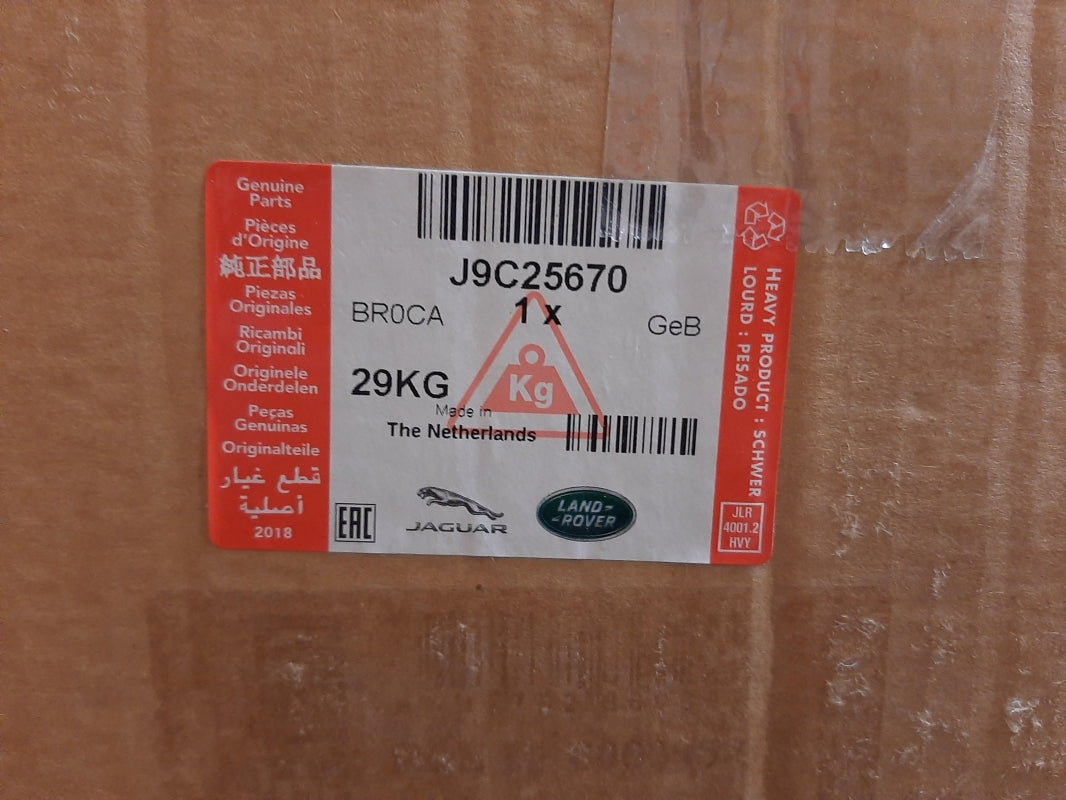 Genuine
Parts
Pièces
d'Origine
純正部品
Piezas
Originales
Ricambi
Originali
Originele
Onderdelen
Peças
Genuinas
Originalteile
قطع غيار
أصلية
2018
J9C25670
1 x
BR0CA
GeB
29KG
Kg
Made in
The Netherlands
EAC
JAGUAR
LAND-
-ROVER
HEAVY PRODUCT : SCHWER
LOURD : PESADO
JLR
4001.2
HVY